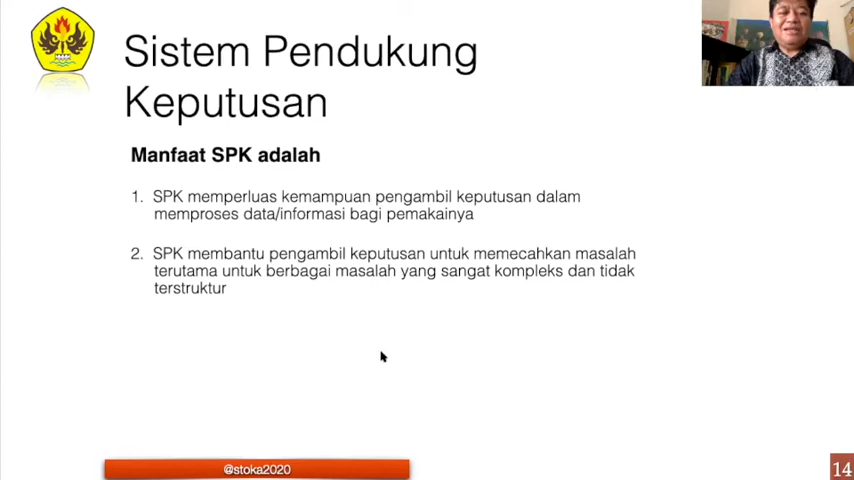 Sistem Pendukung
Keputusan
Manfaat SPK adalah
1. SPK memperluas kemampuan pengambil keputusan dalam
memproses data/informasi bagi pemakainya
2. SPK membantu pengambil keputusan untuk memecahkan masalah
terutama untuk berbagai masalah yang sangat kompleks dan tidak
terstruktur
@stoka2020
14